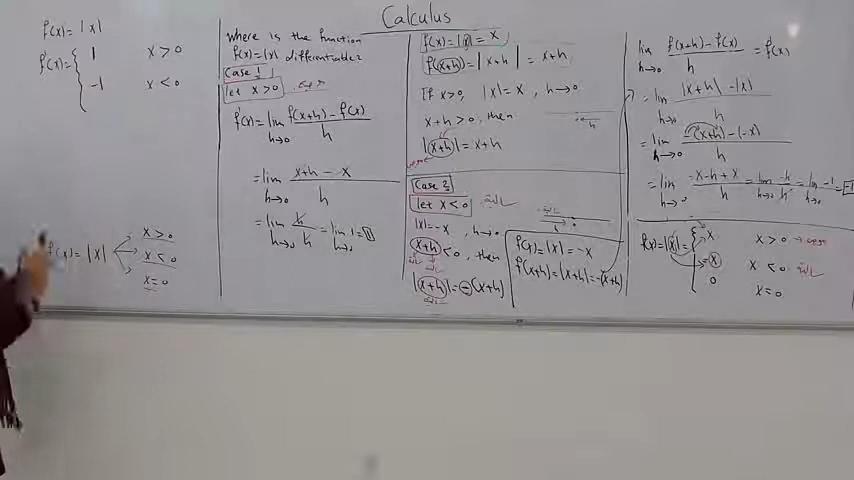 Calculus
f(x) = |x|
f'(x) = { 1 x > 0
-1 x < 0
f(x) = |x|
x > 0
x < 0
x = 0
where is the function
f(x) = |x| differentiable?
Case 1
let x > 0
f'(x) = lim h→0 f(x+h) - f(x) / h
= lim h→0 x+h - x / h
= lim h→0 h / h = lim h→0 1 = 1
f(x) = |x| = x
f(x+h) = |x+h| = x+h
If x>0, |x| = x, h→0
x+h > 0, then
h
|x+h| = x+h
Case 2
let x < 0
|x| = -x, h→0
x+h < 0, then
|x+h| = -(x+h)
f(x) = |x| = -x
f(x+h) = |x+h| = -(x+h)
lim h→0 f(x+h) - f(x) / h = f'(x)
= lim h→0 |x+h| - |x| / h
= lim h→0 -(x+h) - (-x) / h
= lim h→0 -x-h+x / h = lim h→0 -h / h = lim h→0 -1 = -1
f(x) = |x| = { x x > 0
-x x < 0
0 x = 0